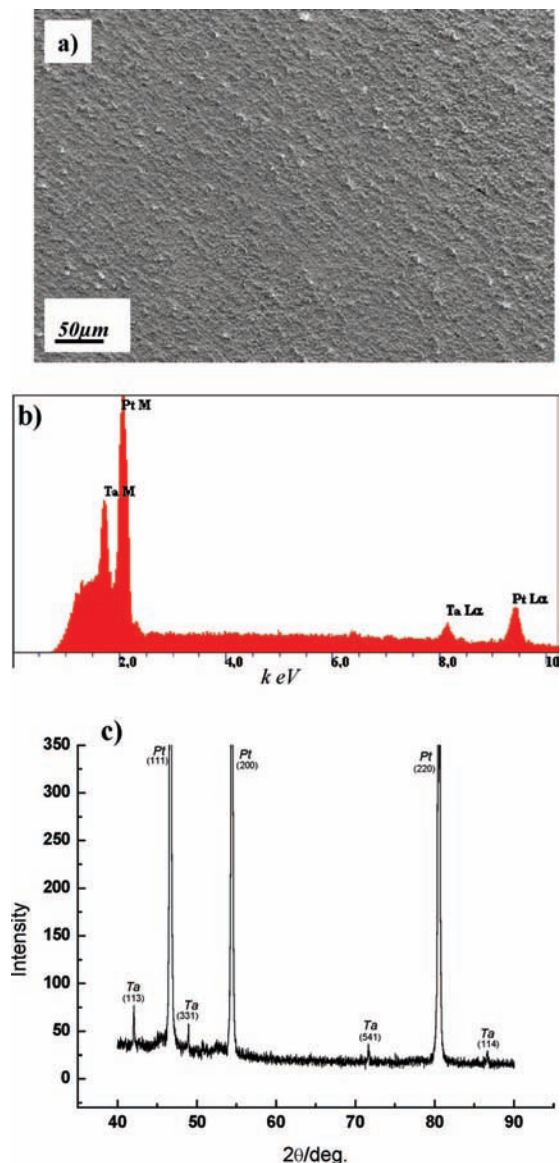 a)
50μm
b)
Pt M
Ta M
Ta Lα
Pt Lα
2,0 4,0 6,0 8,0 10
k eV
c)
350
300
250
200
150
100
50
0
Intensity
Pt
(111)
Pt
(200)
Pt
(220)
Ta
(113)
Ta
(331)
Ta
(541)
Ta
(114)
40 50 60 70 80 90
2θ/deg.